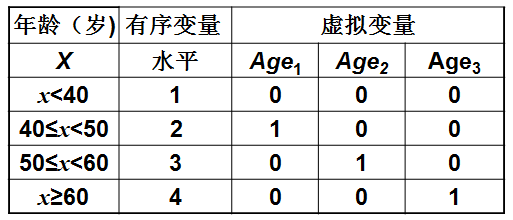 年龄（岁) 有序变量 虚拟变量
X 水平 Age1 Age2 Age3
x<40 1 0 0 0
40≤x<50 2 1 0 0
50≤x<60 3 0 1 0
x≥60 4 0 0 1